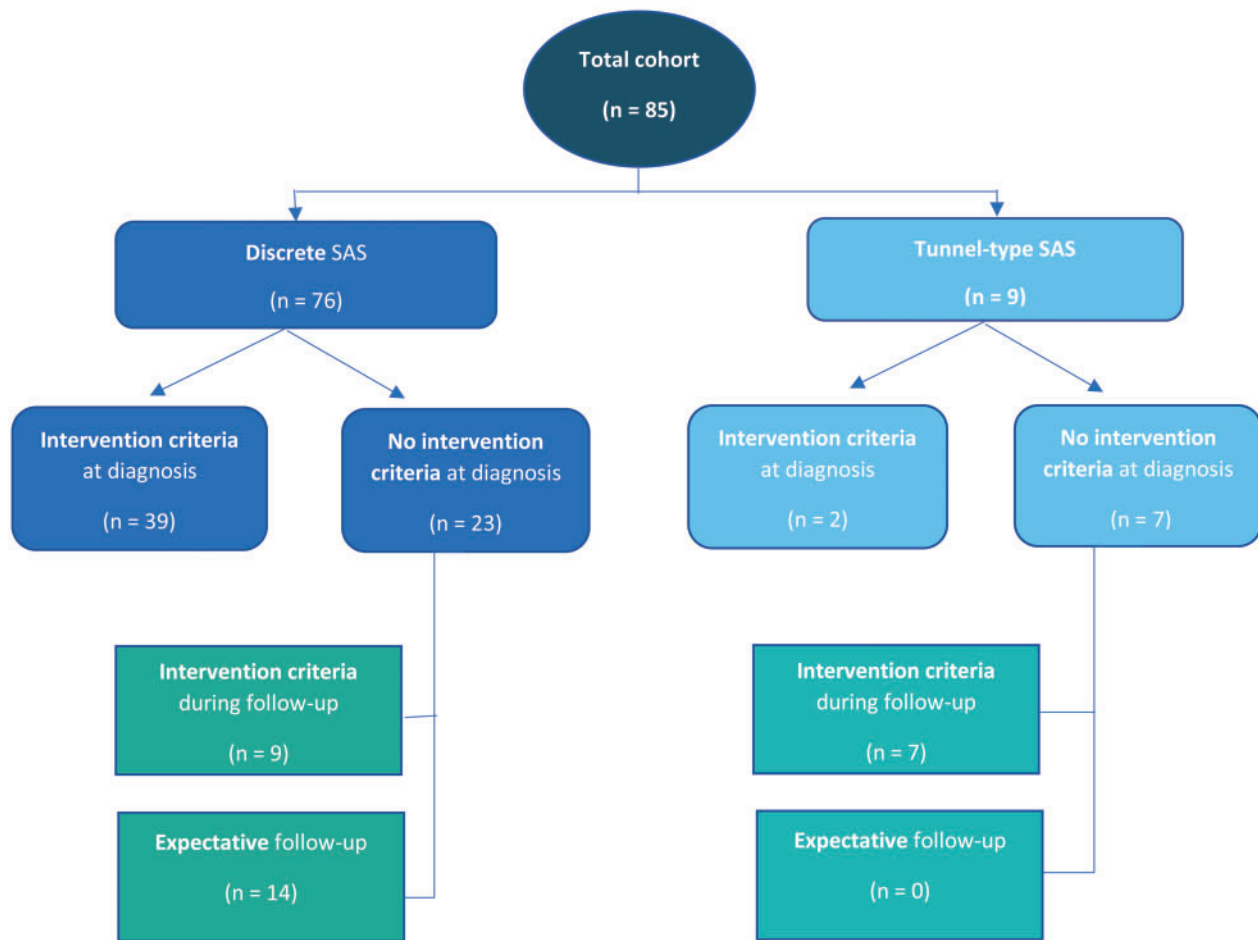 Total cohort
(n = 85)
Discrete SAS
(n = 76)
Tunnel-type SAS
(n = 9)
Intervention criteria
at diagnosis
(n = 39)
No intervention
criteria at diagnosis
(n = 23)
Intervention criteria
at diagnosis
(n = 2)
No intervention
criteria at diagnosis
(n = 7)
Intervention criteria
during follow-up
(n = 9)
Intervention criteria
during follow-up
(n = 7)
Expectative follow-up
(n = 14)
Expectative follow-up
(n = 0)